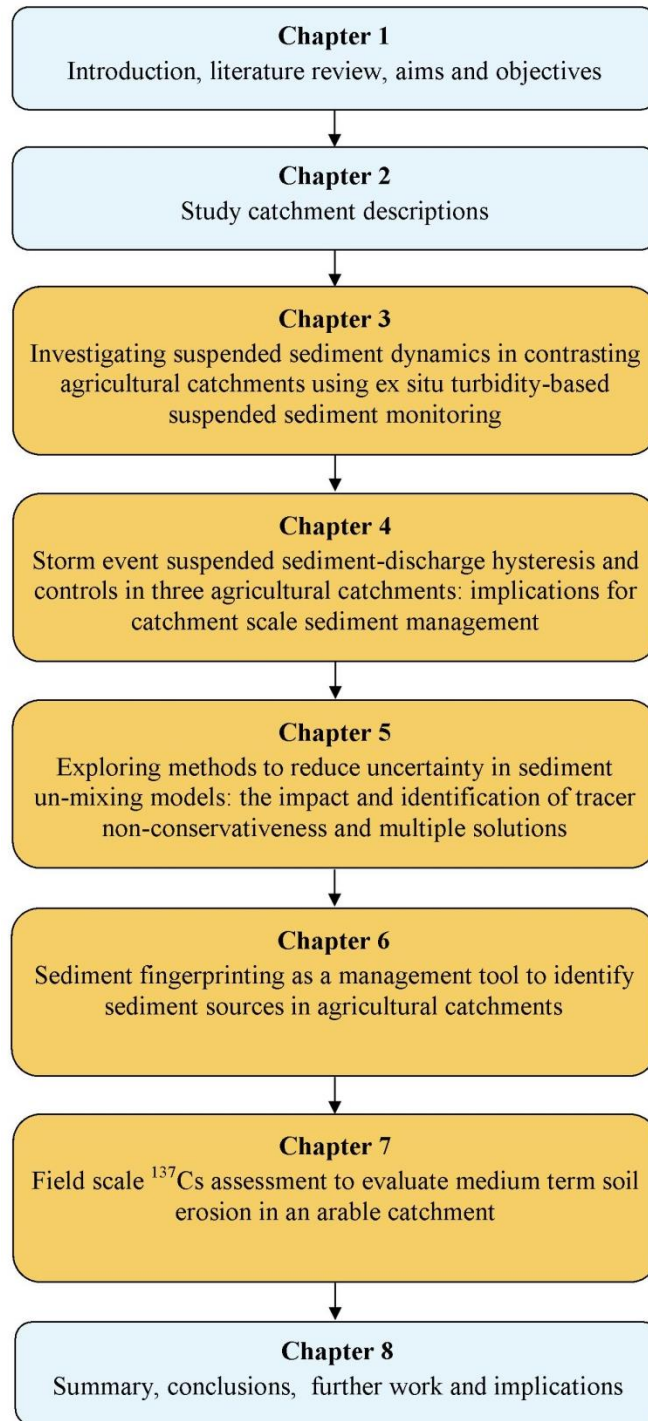 Chapter 1
Introduction, literature review, aims and objectives
Chapter 2
Study catchment descriptions
Chapter 3
Investigating suspended sediment dynamics in contrasting
agricultural catchments using ex situ turbidity-based
suspended sediment monitoring
Chapter 4
Storm event suspended sediment-discharge hysteresis and
controls in three agricultural catchments: implications for
catchment scale sediment management
Chapter 5
Exploring methods to reduce uncertainty in sediment
un-mixing models: the impact and identification of tracer
non-conservativeness and multiple solutions
Chapter 6
Sediment fingerprinting as a management tool to identify
sediment sources in agricultural catchments
Chapter 7
Field scale ¹³⁷Cs assessment to evaluate medium term soil
erosion in an arable catchment
Chapter 8
Summary, conclusions, further work and implications